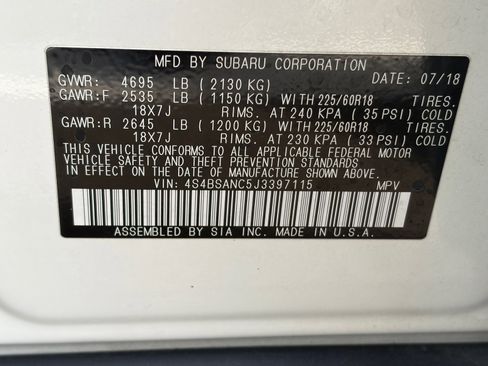 MFD BY SUBARU CORPORATION
GVWR: 4695 LB ( 2130 KG) DATE: 07/18
GAWR:F 2535 LB ( 1150 KG) WITH 225/60R18 TIRES.
18X7J RIMS. AT 240 KPA ( 35 PSI) COLD
GAWR:R 2645 LB ( 1200 KG) WITH 225/60R18 TIRES.
18X7J RIMS. AT 230 KPA ( 33 PSI) COLD
THIS VEHICLE CONFORMS TO ALL APPLICABLE FEDERAL MOTOR
VEHICLE SAFETY AND THEFT PREVENTION STANDARDS
IN EFFECT ON THE DATE OF MANUFACTURE SHOWN ABOVE.
VIN: 4S4BSANC5J3397115 MPV
ASSEMBLED BY SIA INC. MADE IN U.S.A.